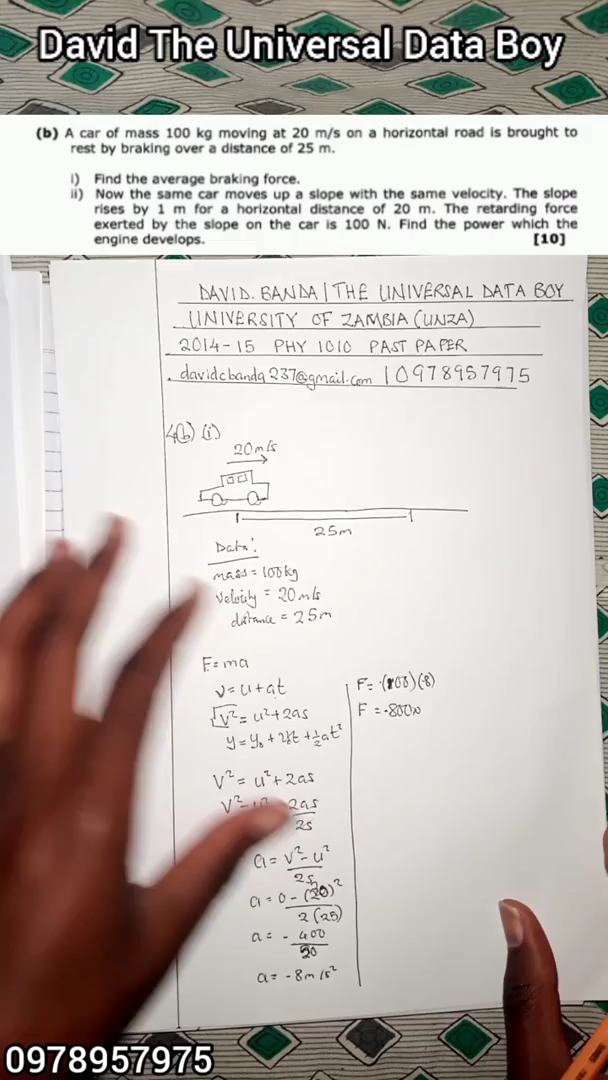 David The Universal Data Boy
(b) A car of mass 100 kg moving at 20 m/s on a horizontal road is brought to
rest by braking over a distance of 25 m.
i) Find the average braking force.
ii) Now the same car moves up a slope with the same velocity. The slope
rises by 1 m for a horizontal distance of 20 m. The retarding force
exerted by the slope on the car is 100 N. Find the power which the
engine develops. [10]
DAVID. BANDA | THE UNIVERSAL DATA BOY
UNIVERSITY OF ZAMBIA (UNZA)
2014-15 PHY 1010 PAST PAPER
davidcbanda237@gmail.com | 0978957975
4(b) (i)
20m/s
25m
Data:
mass = 100kg
velocity = 20m/s
distance = 25m
F=ma
v=u+at
v²=u²+2as
y=y₀+
+½at²
V²=u²+2as
2as
2s
a = V²-u²
2s
a = 0-(20)²
2(25)
a = - 400
50
a = -8m/s²
F= (100)(-8)
F = -800N
0978957975